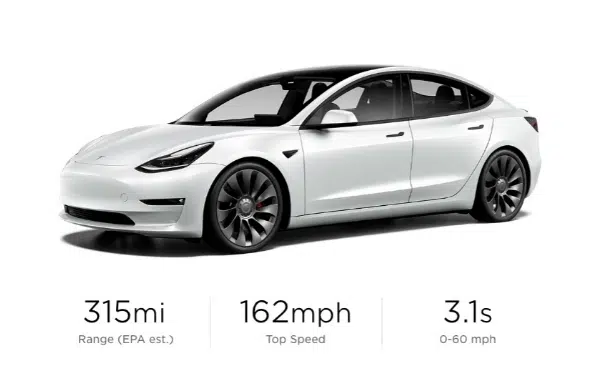 315mi
Range (EPA est.)
162mph
Top Speed
3.1s
0-60 mph